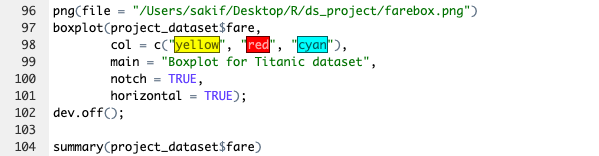 96 png(file = "/Users/sakif/Desktop/R/ds_project/farebox.png")
97 boxplot(project_dataset$fare,
98 col = c("yellow", "red", "cyan"),
99 main = "Boxplot for Titanic dataset",
100 notch = TRUE,
101 horizontal = TRUE);
102 dev.off();
103
104 summary(project_dataset$fare)